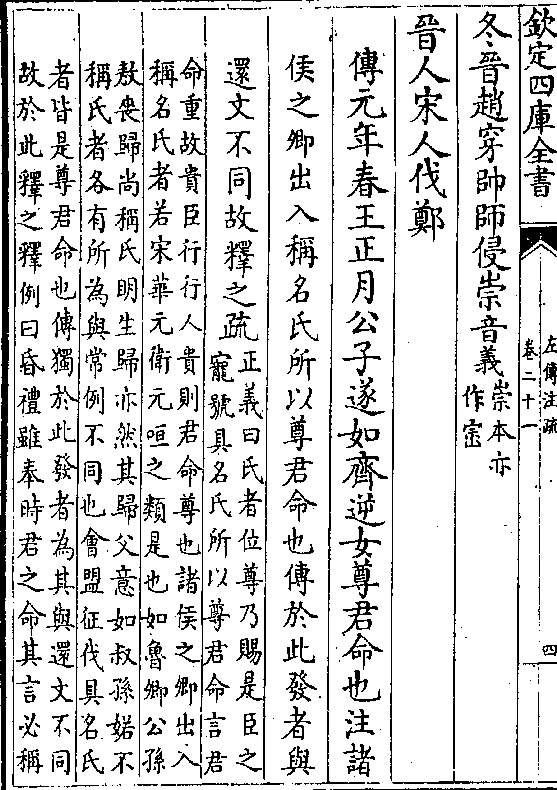 欽定四庫全書
左傳注疏
卷二十一
四
冬晉趙穿帥師侵崇音義崇本亦
作宻
晉人宋人伐鄭
傳元年春王正月公子遂如齊逆女尊君命也注諸
侯之卿出入稱名氏所以尊君命也傳於此發者與
還文不同故釋之疏正義曰氏者位尊乃賜是臣之
寵號具名氏所以尊君命言君
命重故貴臣行行人貴則君命尊也諸侯之卿出入
稱名氏者若宋華元衛元咺之類是也如魯卿公孫
敖喪歸尚稱氏明生歸亦然其歸父意如叔孫婼不
稱氏者各有所為與常例不同也會盟征伐具名氏
者皆是尊君命也傳獨於此發者為其與還文不同
故於此釋之釋例曰昏禮雖奉時君之命其言必稱